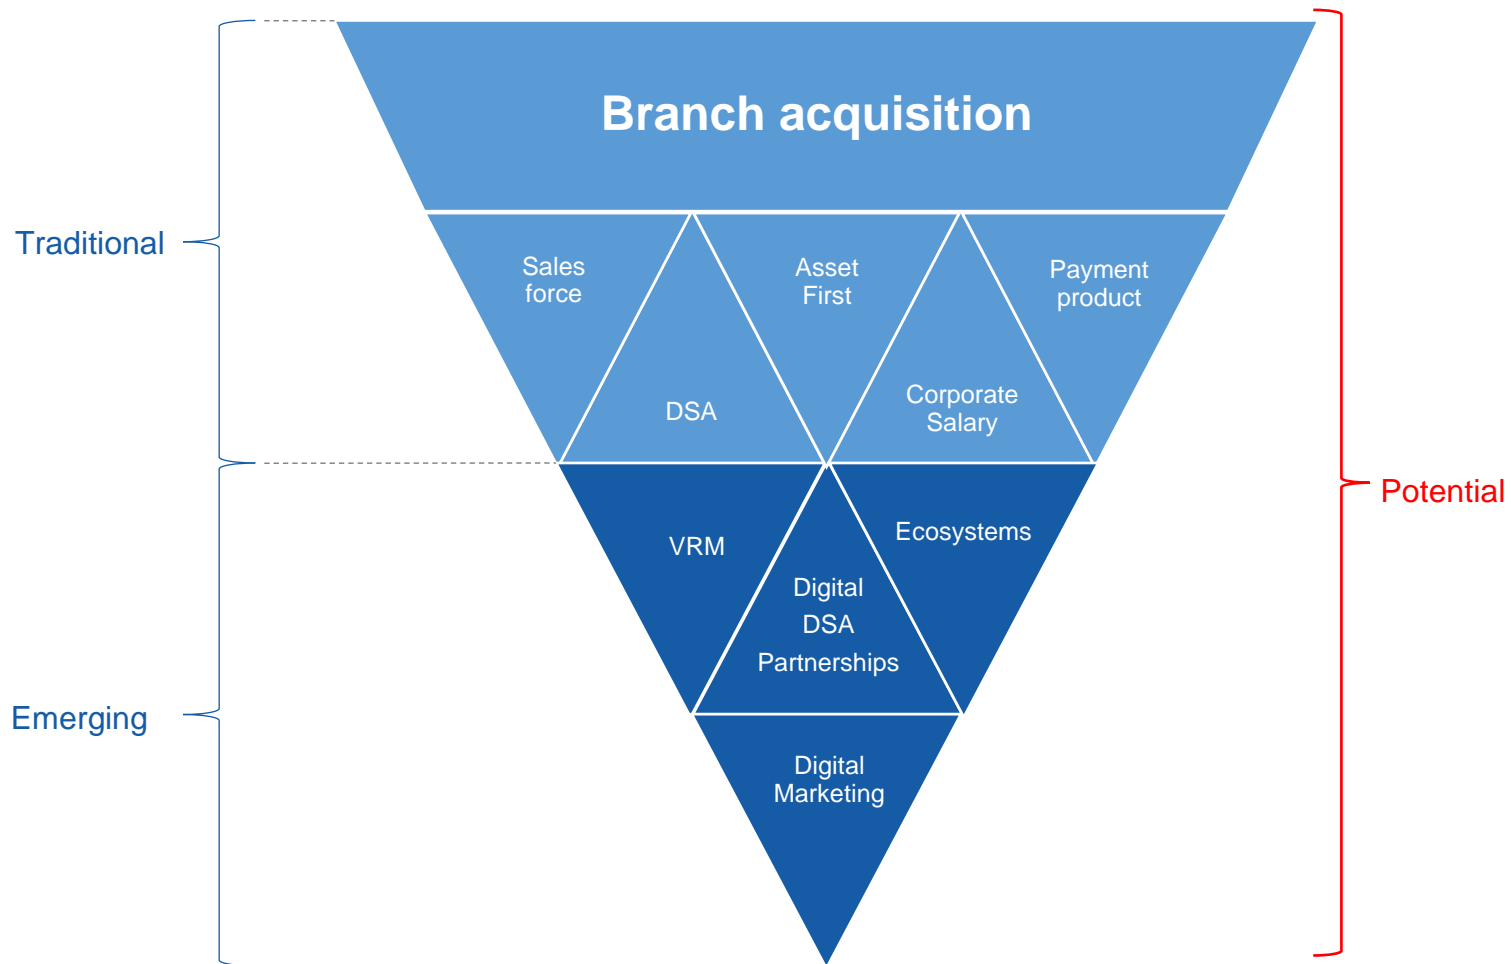 Branch acquisition
Traditional
Sales
force
Asset
First
Payment
product
DSA
Corporate
Salary
Potential
VRM
Ecosystems
Digital
DSA
Partnerships
Emerging
Digital
Marketing